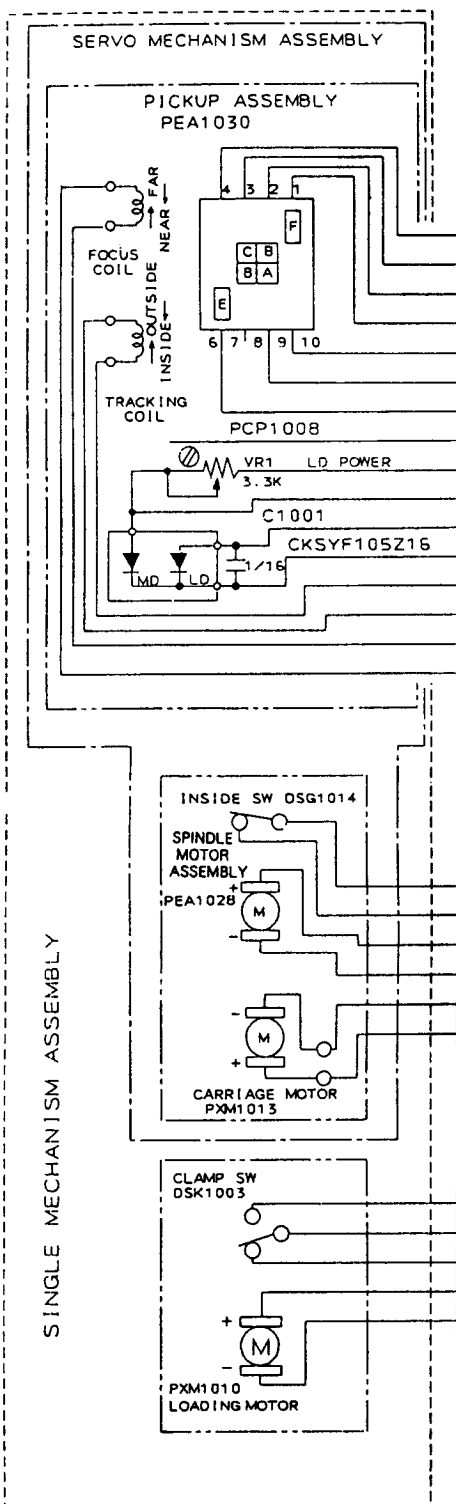 SERVO MECHANISM ASSEMBLY
PICKUP ASSEMBLY
PEA1030
4 3 2 1
FAR
NEAR
FOCUS
COIL
F
C B
B A
E
OUTSIDE
INSIDE
6 7 8 9 10
TRACKING
COIL
PCP1008
VR1 LD POWER
3.3K
C1001
CKSYF105Z16
1/16
MD LD
INSIDE SW DSG1014
SPINDLE
MOTOR
ASSEMBLY
PEA1028
+
M
-
-
M
+
CARRIAGE MOTOR
PXM1013
SINGLE MECHANISM ASSEMBLY
CLAMP SW
DSK1003
+
M
-
PXM1010
LOADING MOTOR